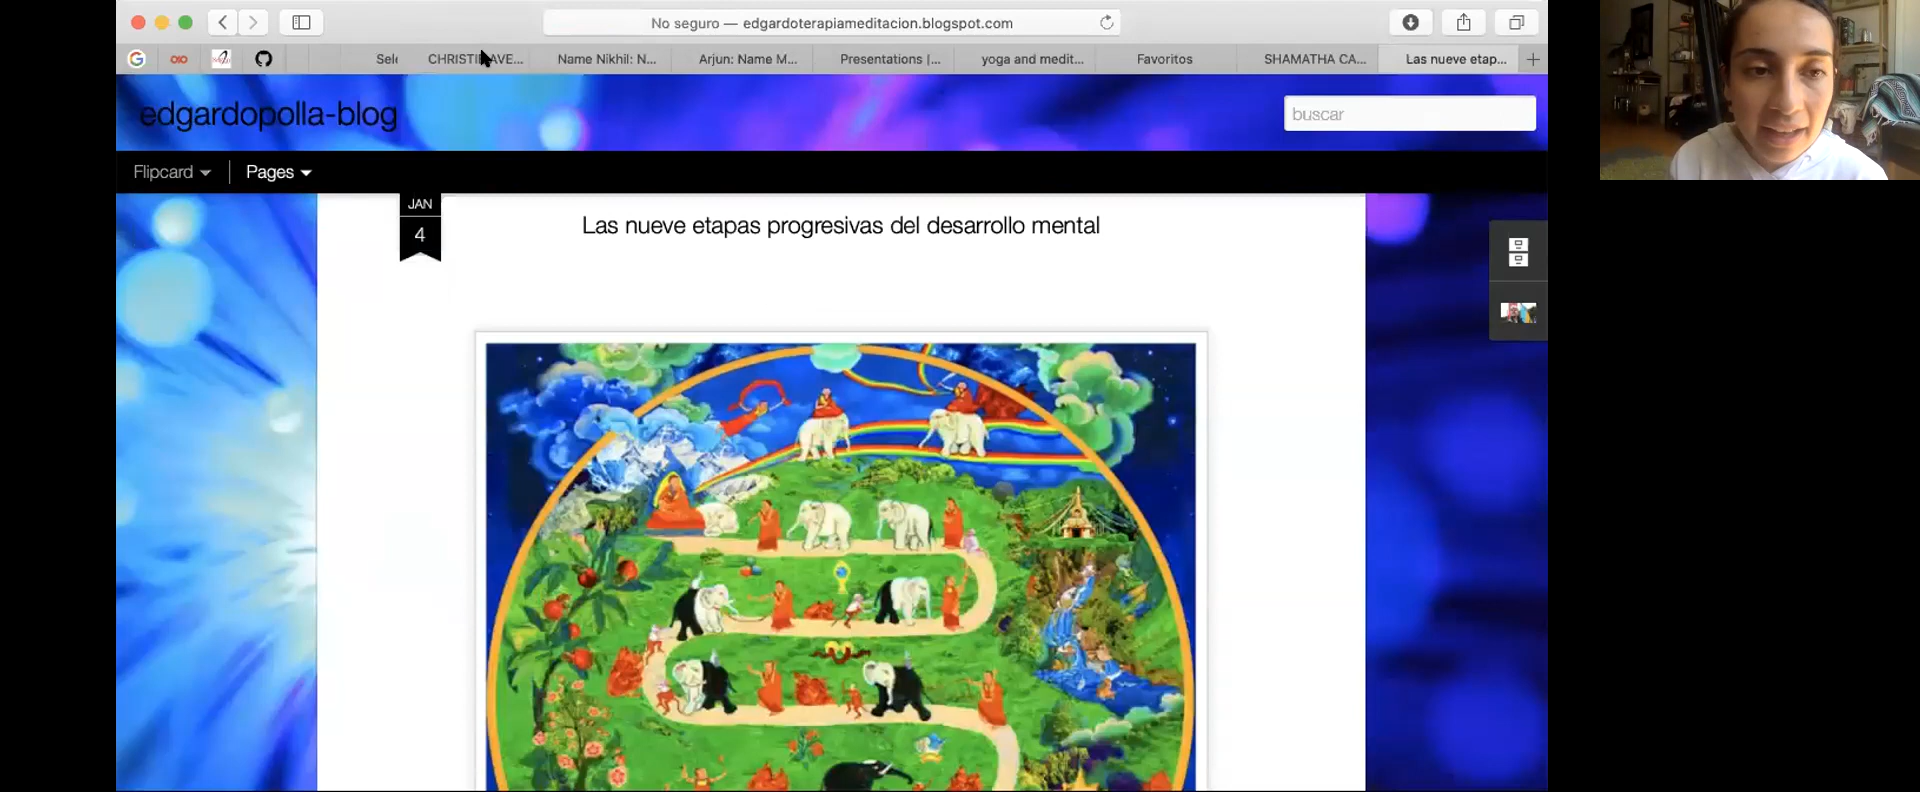 No seguro — edgardoterapiameditacion.blogspot.com
Sele
CHRISTI AVE...
Name Nikhil: N...
Arjun: Name M...
Presentations |...
yoga and medit...
Favoritos
SHAMATHA CA...
Las nueve etap...
edgardopolla-blog
buscar
Flipcard
Pages
JAN
4
Las nueve etapas progresivas del desarrollo mental